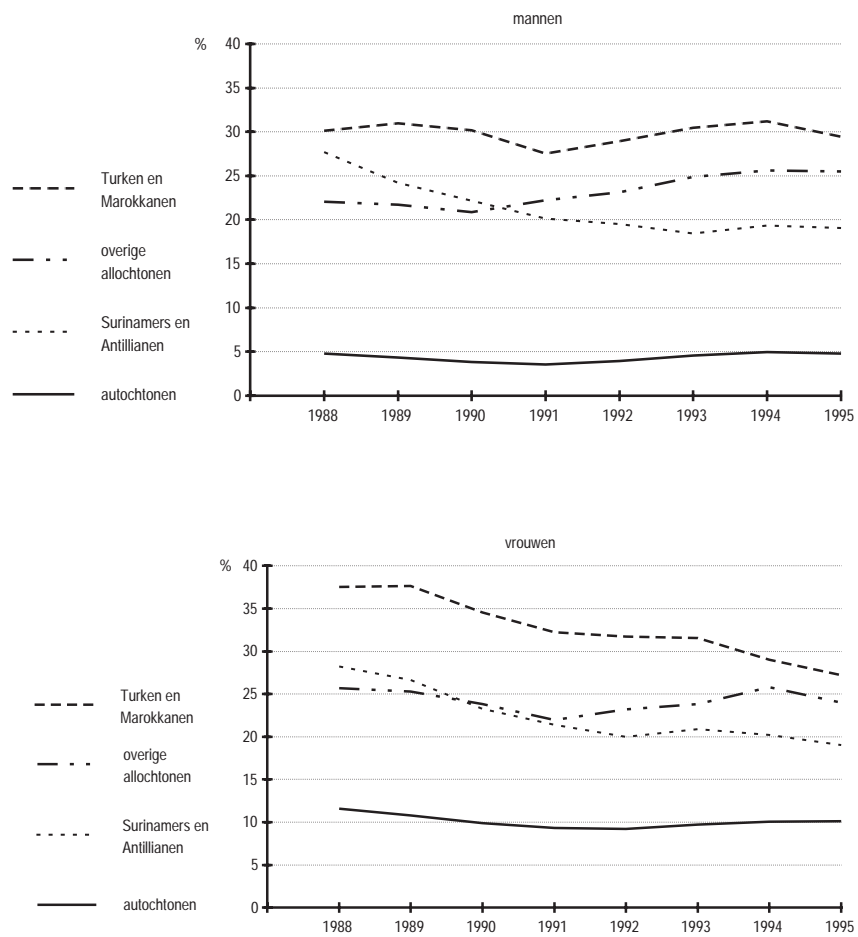 mannen
%
40
35
30
25
20
15
10
5
0
1988 1989 1990 1991 1992 1993 1994 1995
Turken en
Marokkanen
overige
allochtonen
Surinamers en
Antillianen
autochtonen
vrouwen
%
40
35
30
25
20
15
10
5
0
1988 1989 1990 1991 1992 1993 1994 1995
Turken en
Marokkanen
overige
allochtonen
Surinamers en
Antillianen
autochtonen